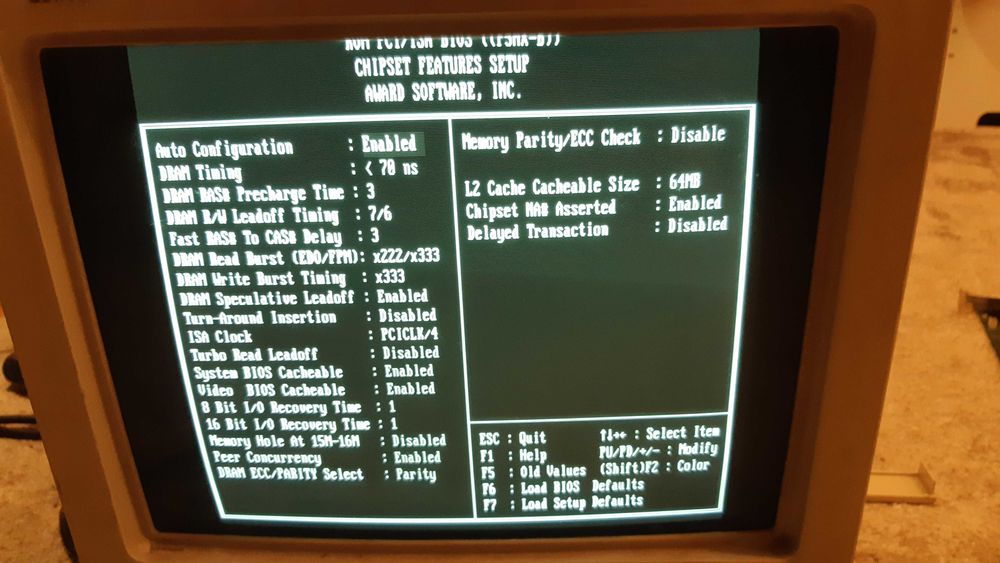 ROM PCI/ISA BIOS ((P5MX-B))
CHIPSET FEATURES SETUP
AWARD SOFTWARE, INC.
Auto Configuration : Enabled
DRAM Timing : < 70 ns
DRAM RAS# Precharge Time : 3
DRAM R/W Leadoff Timing : 7/6
Fast RAS# To CAS# Delay : 3
DRAM Read Burst (EDO/FPM): x222/x333
DRAM Write Burst Timing : x333
DRAM Speculative Leadoff : Enabled
Turn-Around Insertion : Disabled
ISA Clock : PCICLK/4
Turbo Read Leadoff : Disabled
System BIOS Cacheable : Enabled
Video BIOS Cacheable : Enabled
8 Bit I/O Recovery Time : 1
16 Bit I/O Recovery Time : 1
Memory Hole At 15M-16M : Disabled
Peer Concurrency : Enabled
DRAM ECC/PARITY Select : Parity
Memory Parity/ECC Check : Disable
L2 Cache Cacheable Size : 64MB
Chipset NA# Asserted : Enabled
Delayed Transaction : Disabled
ESC : Quit ↑↓→← : Select Item
F1 : Help PU/PD/+/- : Modify
F5 : Old Values (Shift)F2 : Color
F6 : Load BIOS Defaults
F7 : Load Setup Defaults